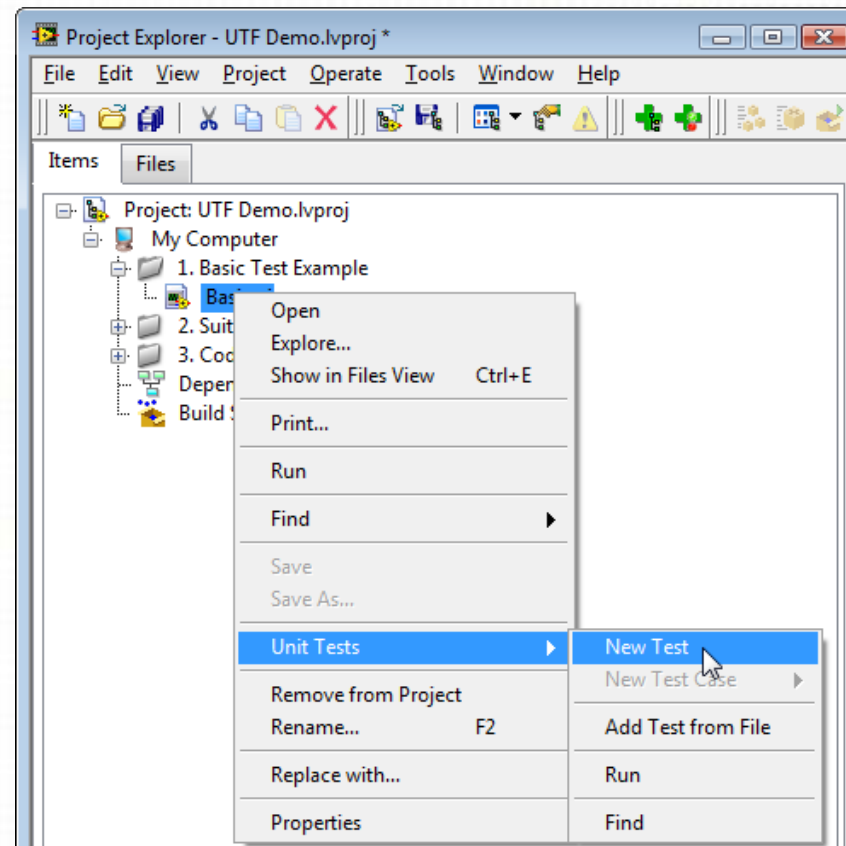 Project Explorer - UTF Demo.lvproj *
File Edit View Project Operate Tools Window Help
Items Files
Project: UTF Demo.lvproj
My Computer
1. Basic Test Example
2. Suit
3. Cod
Depen
Build
Open
Explore...
Show in Files View Ctrl+E
Print...
Run
Find
Save
Save As...
Unit Tests
Remove from Project
Rename... F2
Replace with...
Properties
New Test
New Test Case
Add Test from File
Run
Find